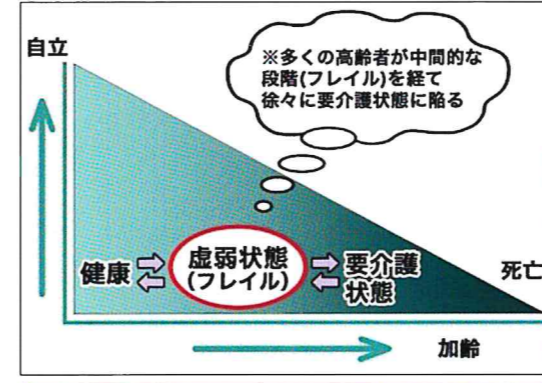 自立
※多くの高齢者が中間的な
段階(フレイル)を経て
徐々に要介護状態に陥る
健康
虚弱状態
(フレイル)
要介護
状態
死亡
加齢